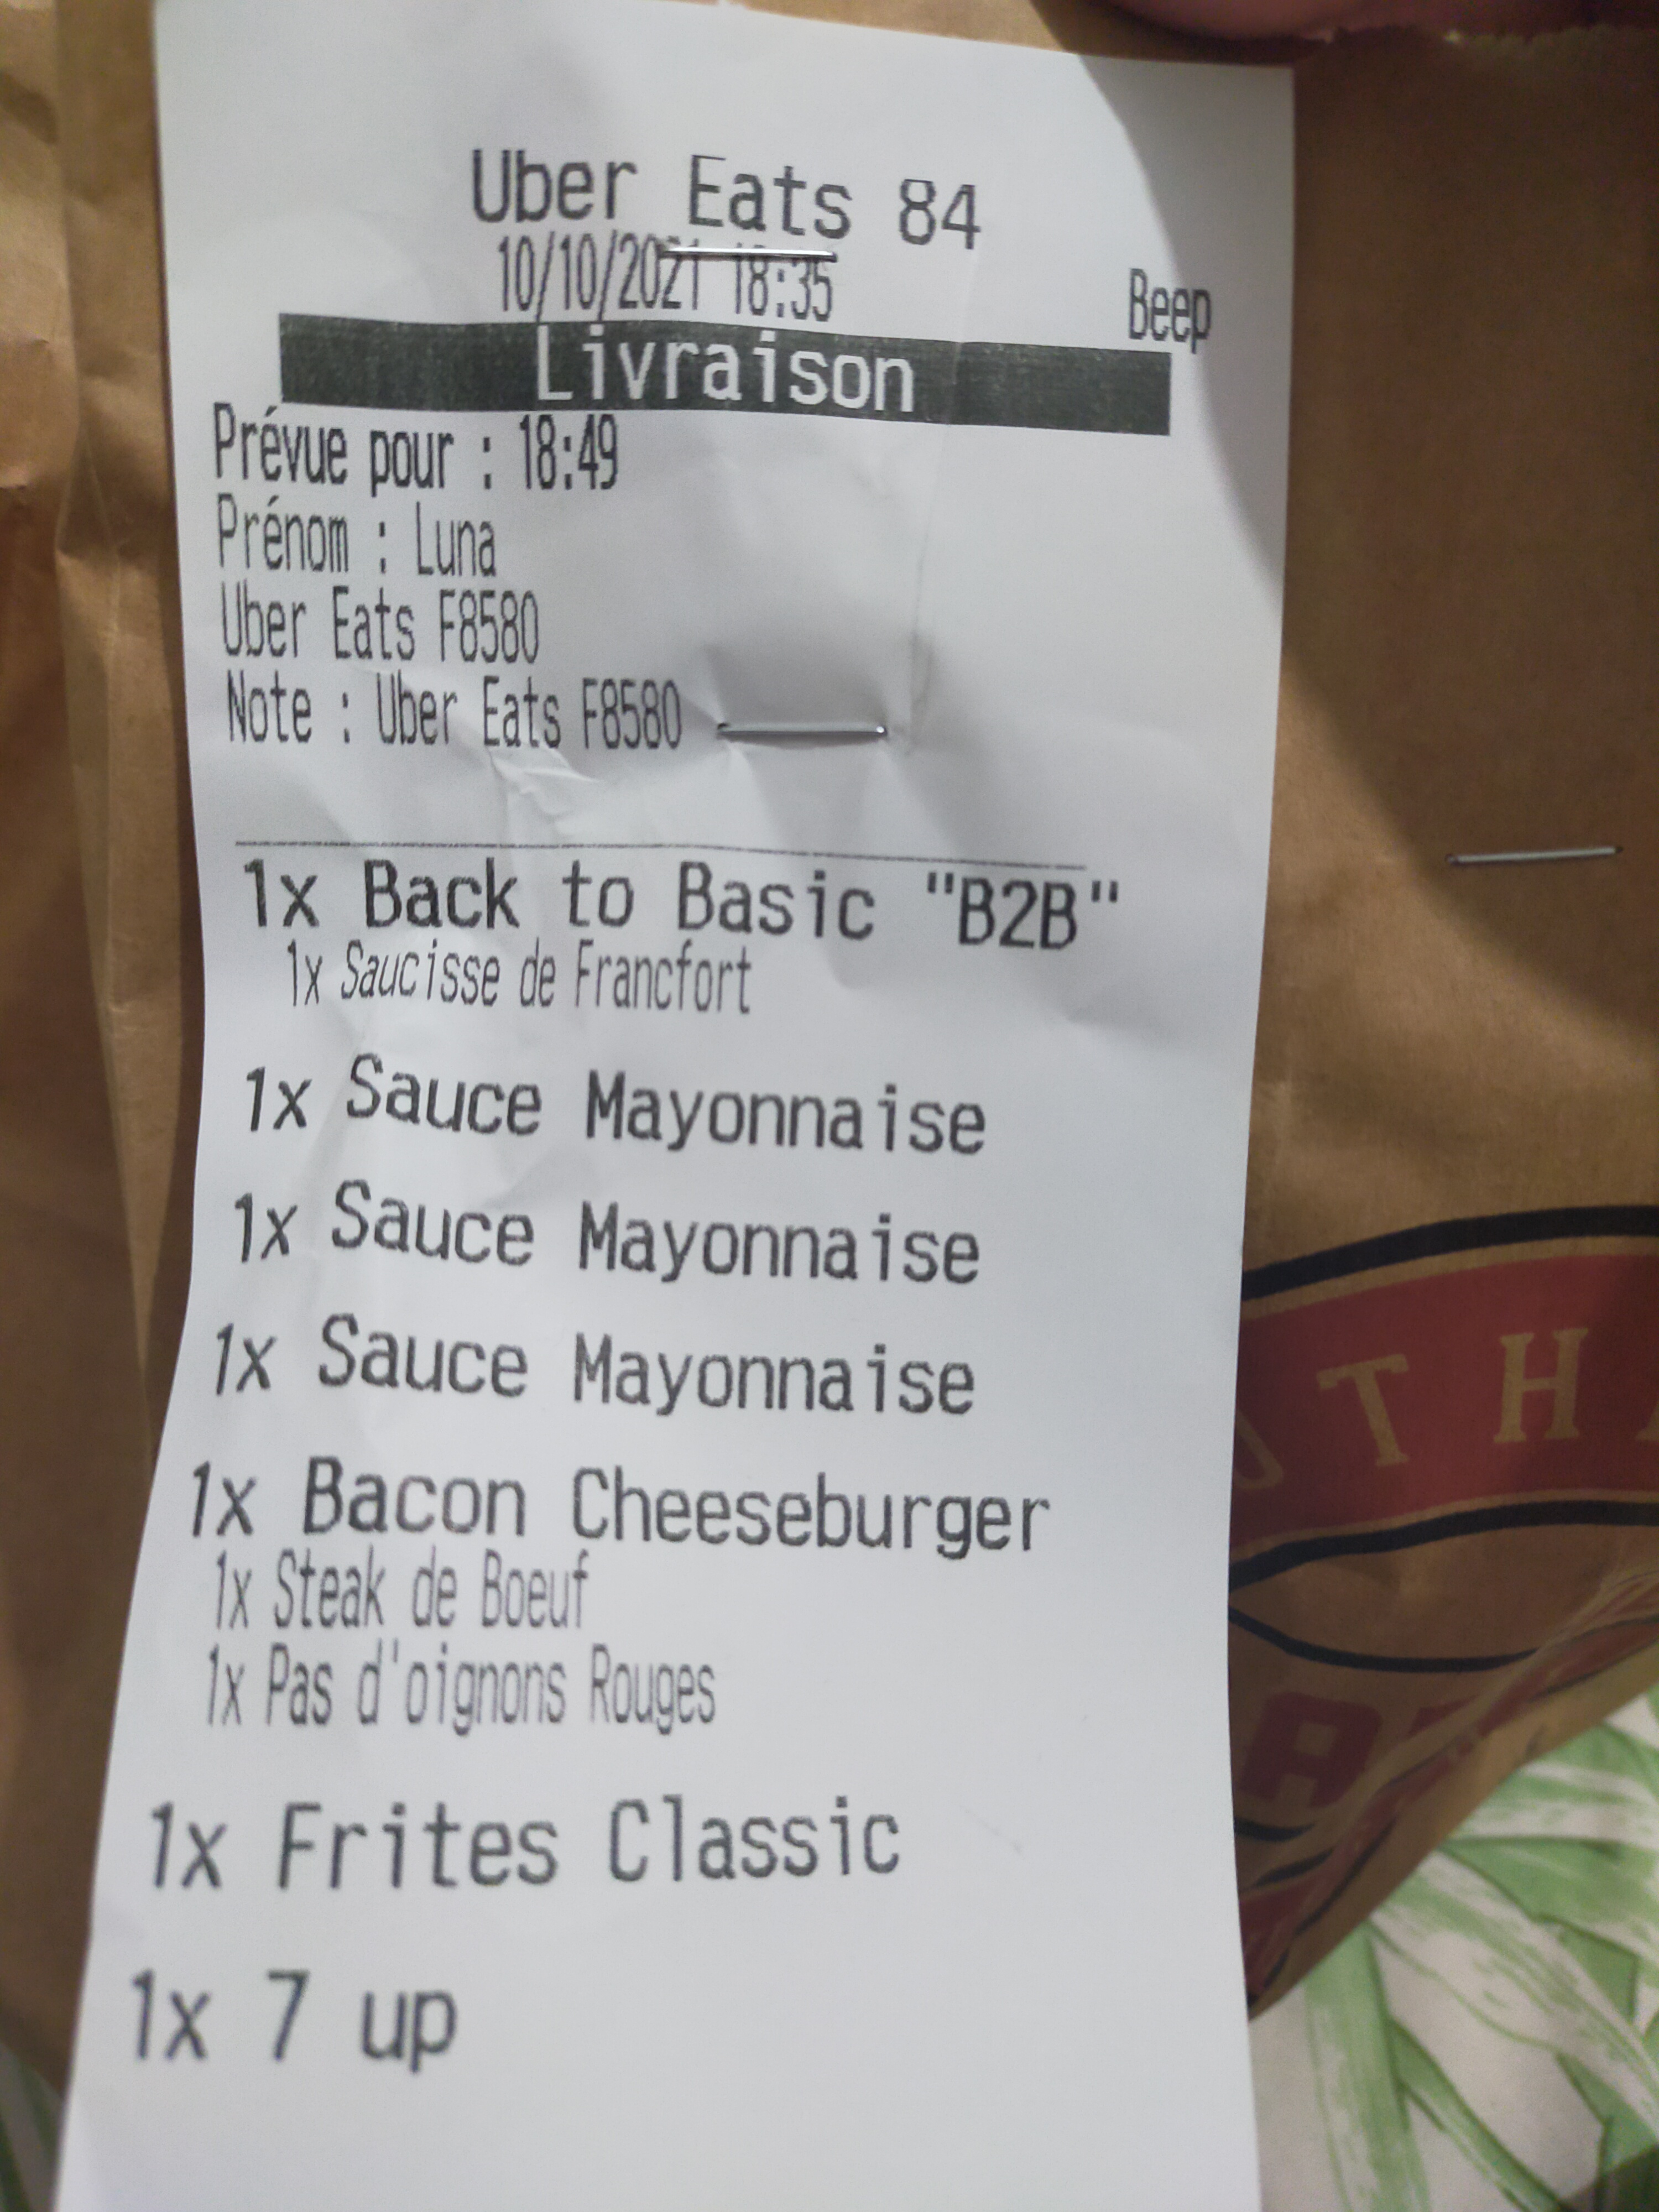 Uber Eats 84
10/10/2021 18:35
Beep
Livraison
Prévue pour : 18:49
Prénom : Luna
Uber Eats F8580
Note : Uber Eats F8580
1x Back to Basic "B2B"
1x Saucisse de Francfort
1x Sauce Mayonnaise
1x Sauce Mayonnaise
1x Sauce Mayonnaise
1x Bacon Cheeseburger
1x Steak de Boeuf
1x Pas d'oignons Rouges
1x Frites Classic
1x 7 up